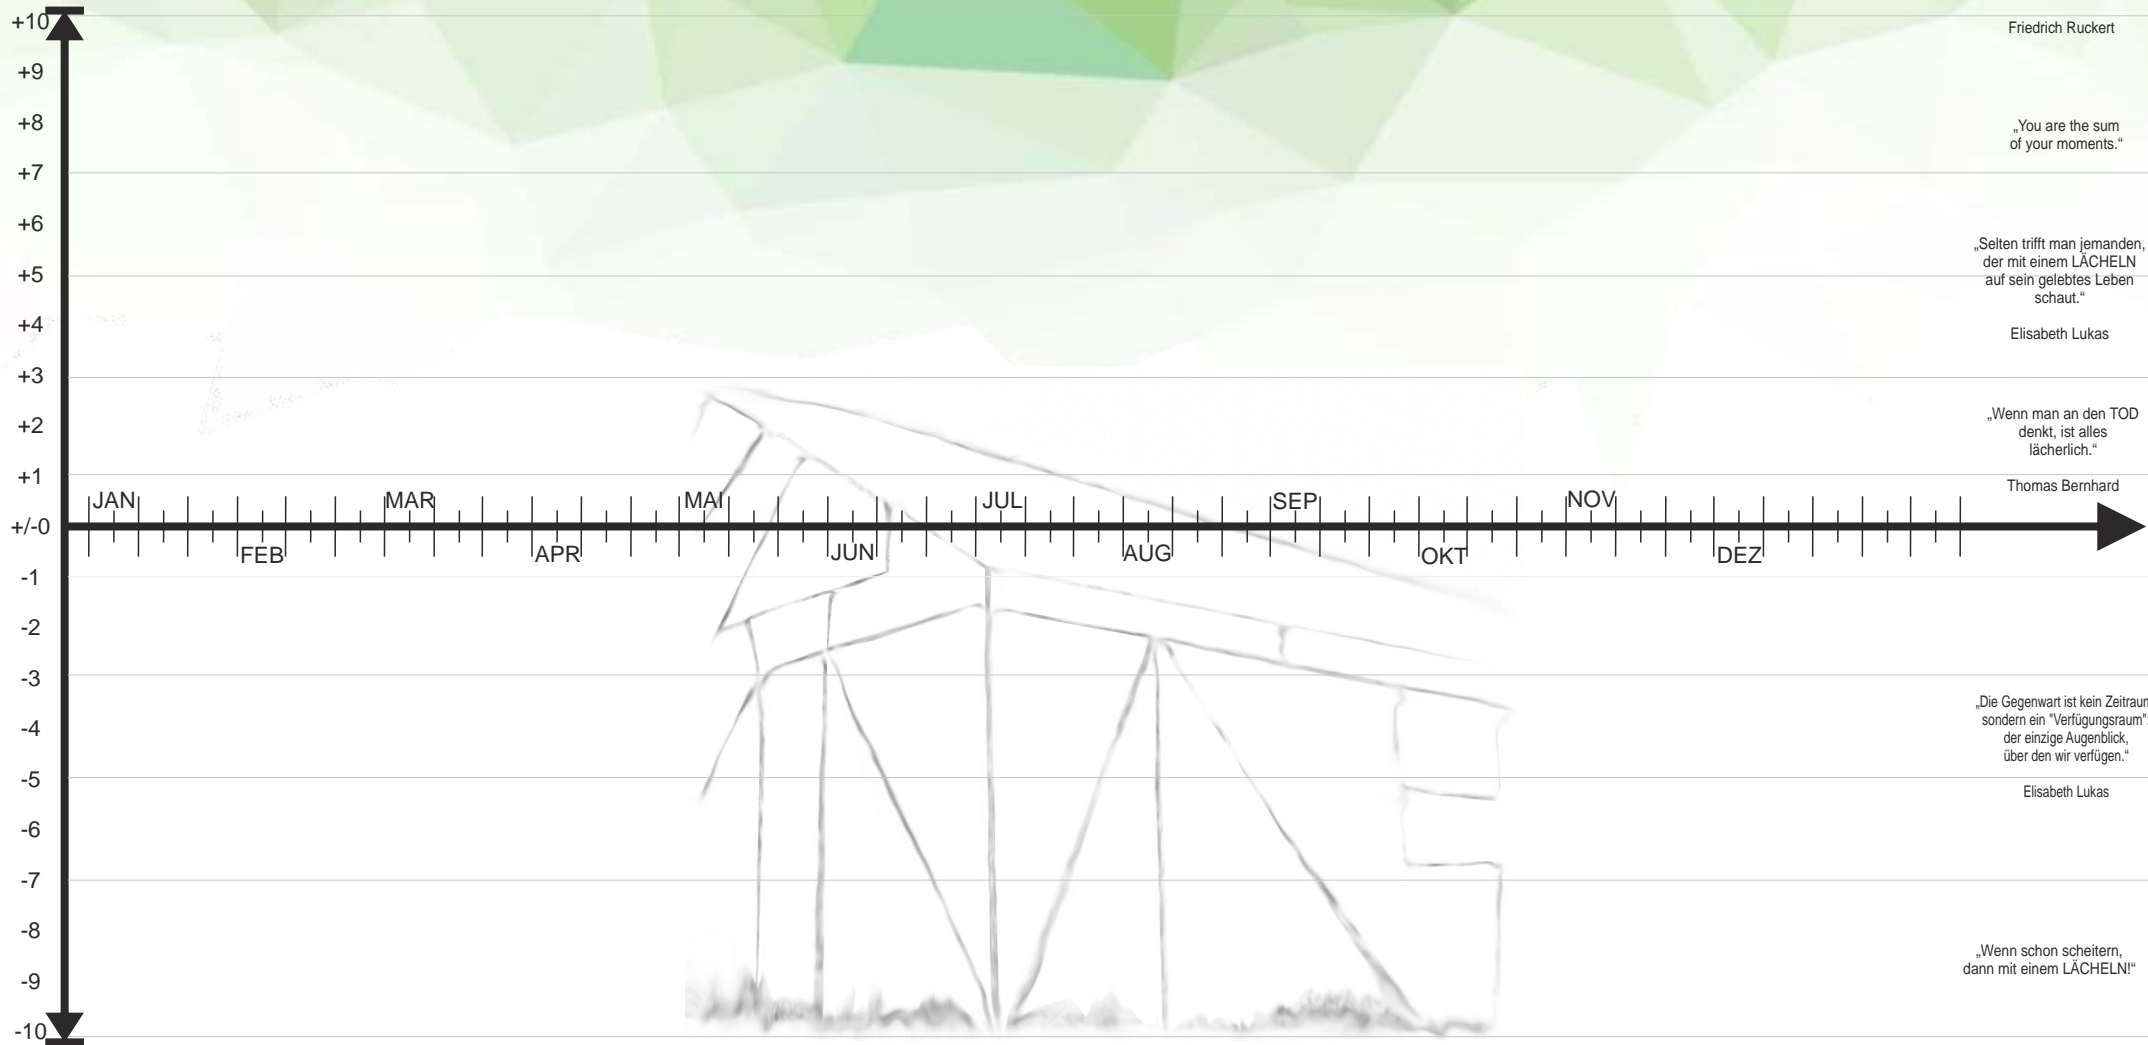 +10
+9
+8
+7
+6
+5
+4
+3
+2
+1
+/-0
-1
-2
-3
-4
-5
-6
-7
-8
-9
-10
JAN
MAR
MAI
JUL
SEP
NOV
FEB
APR
JUN
AUG
OKT
DEZ
Friedrich Ruckert
„You are the sum
of your moments.“
„Selten trifft man jemanden,
der mit einem LÄCHELN
auf sein gelebtes Leben
schaut.“
Elisabeth Lukas
„Wenn man an den TOD
denkt, ist alles
lächerlich.“
Thomas Bernhard
„Die Gegenwart ist kein Zeitraum
sondern ein "Verfügungsraum":
der einzige Augenblick,
über den wir verfügen.“
Elisabeth Lukas
„Wenn schon scheitern,
dann mit einem LÄCHELN!“